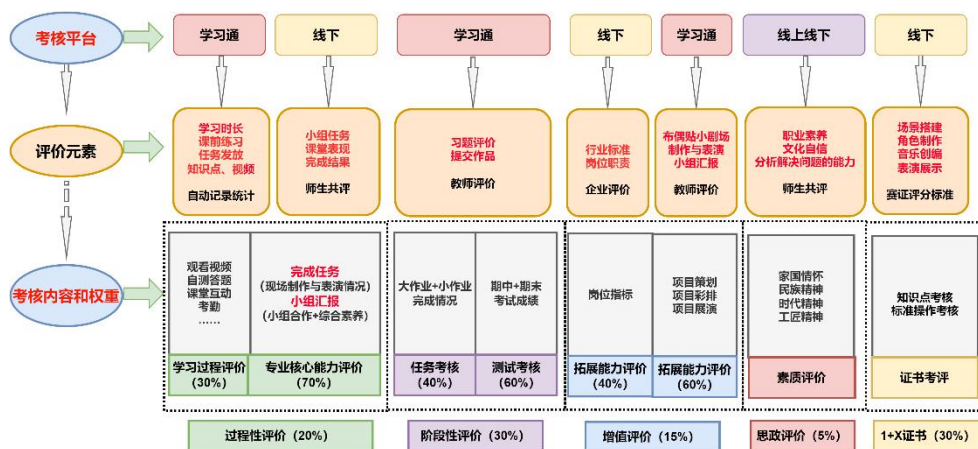 考核平台
学习通
线下
学习通
线下
学习通
线上线下
线下
评价元素
学习时长
课前练习
任务发放
知识点、视频
自动记录统计
小组任务
课堂表现
完成结果
师生共评
习题评价
提交作品
教师评价
行业标准
岗位职责
企业评价
布偶贴小剧场
制作与表演
小组汇报
教师评价
职业素养
文化自信
分析解决问题的能力
师生共评
场景搭建
角色制作
音乐创编
表演展示
赛证评分标准
考核内容和权重
观看视频
自测答题
课堂互动
考勤
……
完成任务
(现场制作与表演情况)
小组汇报
(小组合作+综合素养)
大作业+小作业
完成情况
期中+期末
考试成绩
岗位指标
项目策划
项目彩排
项目展演
家国情怀
民族精神
时代精神
工匠精神
知识点考核
标准操作考核
学习过程评价
(30%)
专业核心能力评价
(70%)
任务考核
(40%)
测试考核
(60%)
拓展能力评价
(40%)
拓展能力评价
(60%)
素质评价
证书考评
过程性评价（20%）
阶段性评价（30%）
增值评价（15%）
思政评价（5%）
1+X证书（30%）